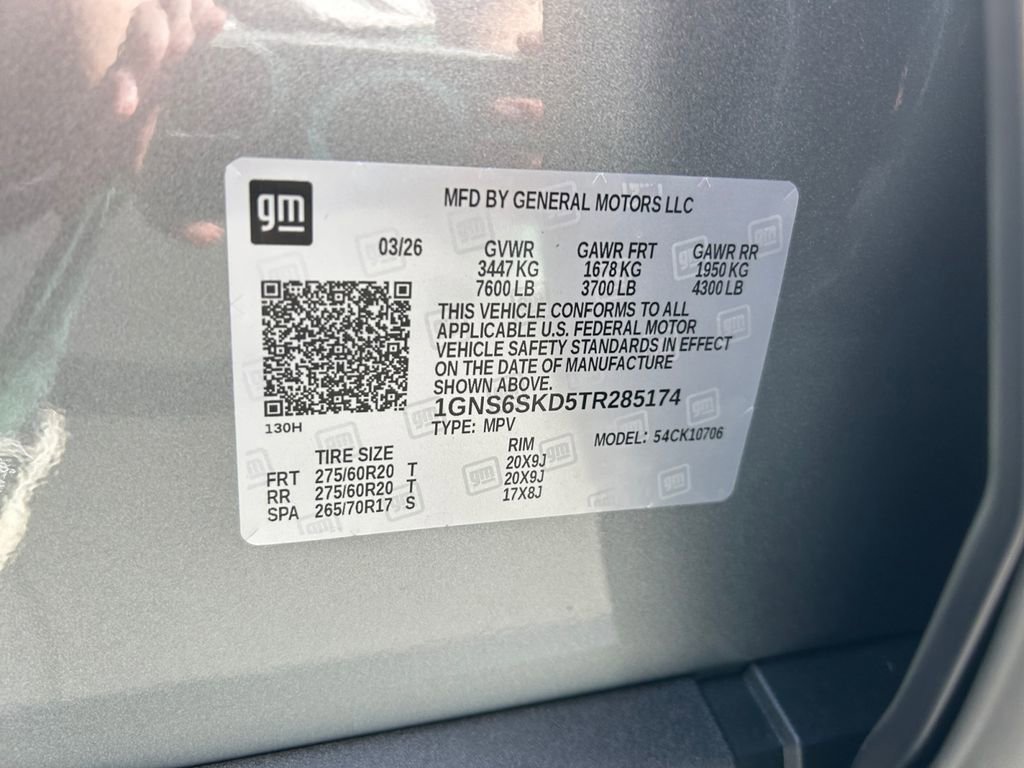 gm
MFD BY GENERAL MOTORS LLC
03/26
GVWR GAWR FRT GAWR RR
3447 KG 1678 KG 1950 KG
7600 LB 3700 LB 4300 LB
THIS VEHICLE CONFORMS TO ALL
APPLICABLE U.S. FEDERAL MOTOR
VEHICLE SAFETY STANDARDS IN EFFECT
ON THE DATE OF MANUFACTURE
SHOWN ABOVE.
1GNS6SKD5TR285174
130H
TYPE: MPV MODEL: 54CK10706
TIRE SIZE RIM
FRT 275/60R20 T 20X9J
RR 275/60R20 T 20X9J
SPA 265/70R17 S 17X8J